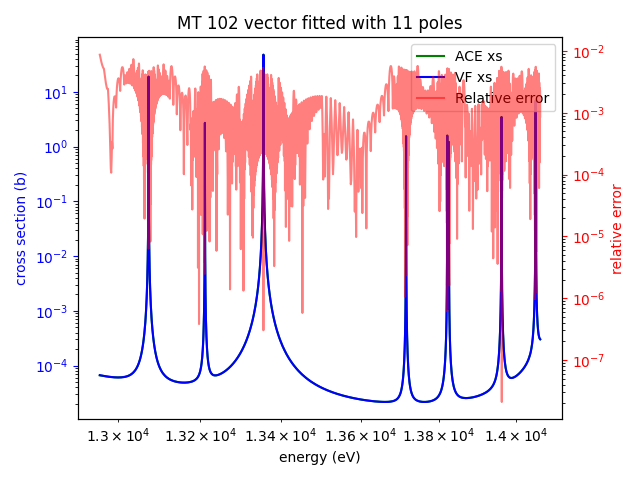 MT 102 vector fitted with 11 poles
ACE xs
VF xs
Relative error
cross section (b)
10¹
10⁰
10⁻¹
10⁻²
10⁻³
10⁻⁴
10⁻²
10⁻³
10⁻⁴
10⁻⁵
10⁻⁶
10⁻⁷
relative error
1.3 × 10⁴ 1.32 × 10⁴ 1.34 × 10⁴ 1.36 × 10⁴ 1.38 × 10⁴ 1.4 × 10⁴
energy (eV)